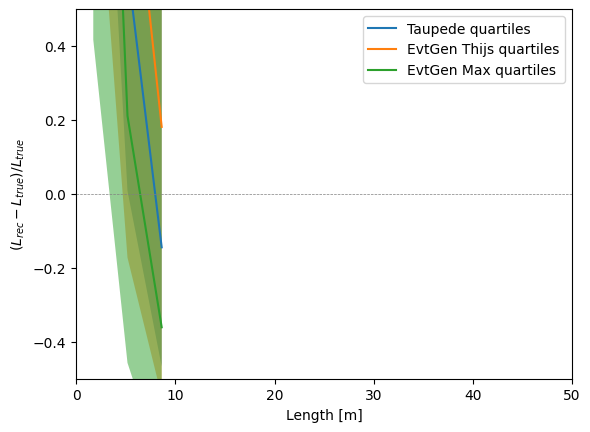 Taupede quartiles
EvtGen Thijs quartiles
EvtGen Max quartiles
0.4
0.2
0.0
−0.2
−0.4
(L_rec − L_true)/L_true
0 10 20 30 40 50
Length [m]